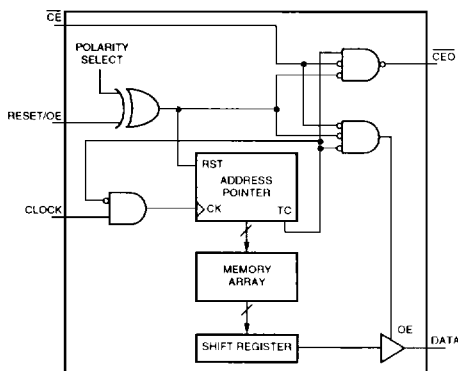 CE
POLARITY
SELECT
CEO
RESET/OE
RST
ADDRESS
POINTER
CLOCK
CK
TC
MEMORY
ARRAY
OE
DATA
SHIFT REGISTER